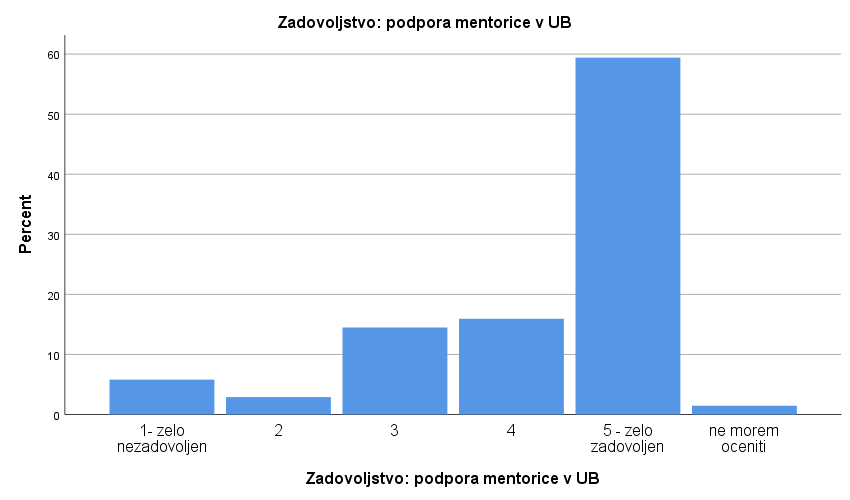 Zadovoljstvo: podpora mentorice v UB
Percent
60
50
40
30
20
10
0
1- zelo
nezadovoljen
2
3
4
5 - zelo
zadovoljen
ne morem
oceniti
Zadovoljstvo: podpora mentorice v UB